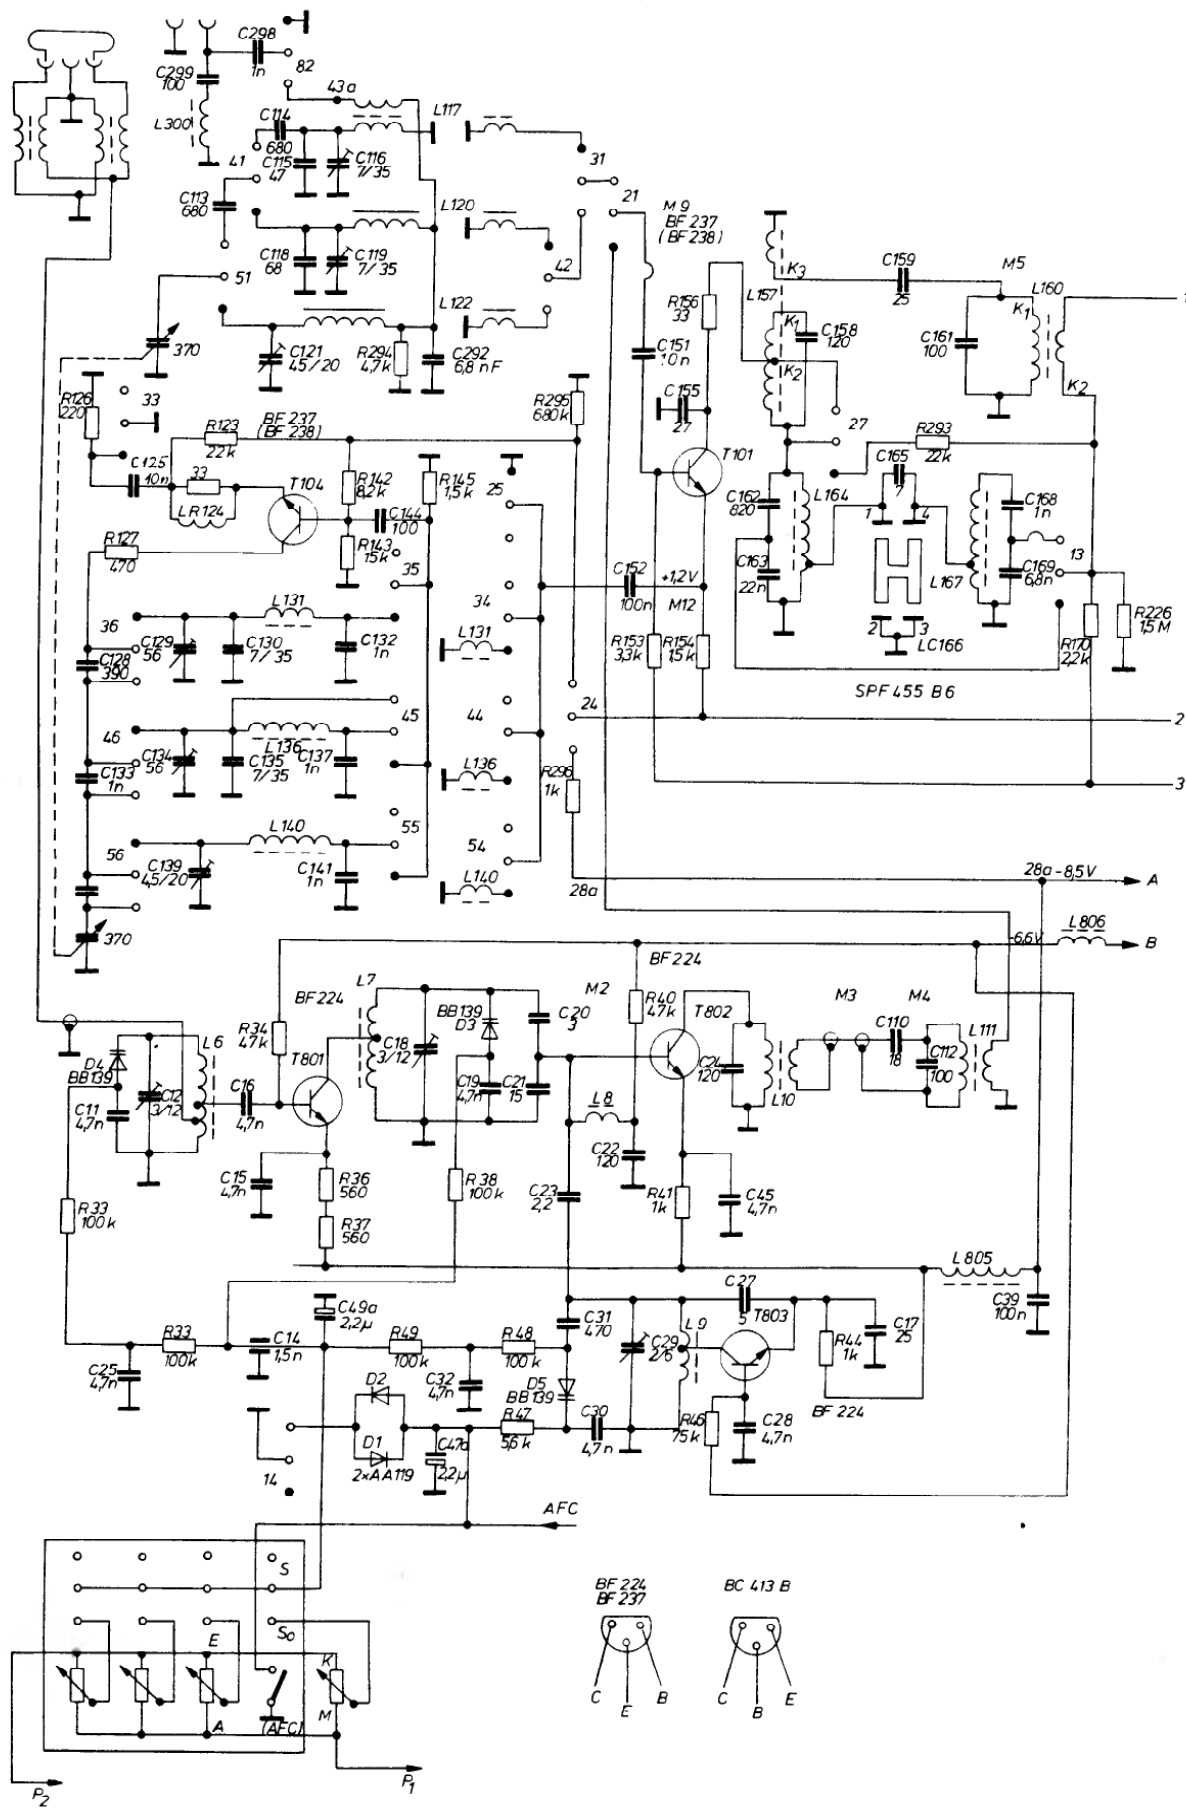 C298
1n
82
C299
100
43a
L300
C114
680
L117
41
C115
47
C116
7/35
31
C113
680
21
L120
M9
BF 237
(BF 238)
C118
68
C119
7/35
42
51
K3
C159
25
M5
L122
R156
33
L157
L160
K1
C158
120
C161
100
K1
1
370
C121
4,5/20
R294
4,7k
C292
6,8nF
C151
10n
K2
K2
R126
220
33
R295
680k
C155
27
27
R123
22k
BF 237
(BF 238)
R293
22k
C125
10n
33
T104
R142
8,2k
R145
1,5k
25
T101
C165
7
LR124
C144
100
C162
820
L164
1
4
C168
1n
R127
470
R143
15k
35
C152
100n
+1,2V
C163
22n
L167
C169
6,8n
13
L131
34
M12
36
C129
56
C130
7/35
C132
1n
L131
R153
3,3k
R154
1,5k
2
3
LC166
R170
2,2k
R226
1,5M
C128
390
SPF 455 B6
45
44
24
2
46
C134
56
L136
C135
7/35
C137
1n
L136
C133
1n
R296
1k
3
55
L140
54
56
C139
4,5/20
C141
1n
L140
28a
28a -8,5V
A
370
-6,6V
L806
B
BF 224
BF 224
L7
M2
R40
47k
T802
M3
M4
BB139
D3
C20
3
R34
47k
C110
18
L111
D4
BB139
L6
T801
C18
3/12
C24
120
C112
100
C12
3/12
C16
4,7n
C19
4,7n
C21
15
L10
C11
4,7n
L8
C22
120
C15
4,7n
R36
560
R38
100k
C23
2,2
R41
1k
C45
4,7n
R33
100k
R37
560
L805
C27
5
C39
100n
C49a
2,2µ
T803
R33
100k
C14
1,5n
R49
100k
R48
100k
C31
470
C29
2/6
L9
R44
1k
C17
25
C25
4,7n
D2
C32
4,7n
D5
BB139
R47
5,6k
C30
4,7n
R46
75k
C28
4,7n
BF 224
D1
2xAA119
C47a
2,2µ
14
AFC
S
BF 224
BF 237
BC 413 B
E
So
K
C
E
B
C
B
E
A
(AFC)
M
P2
P1